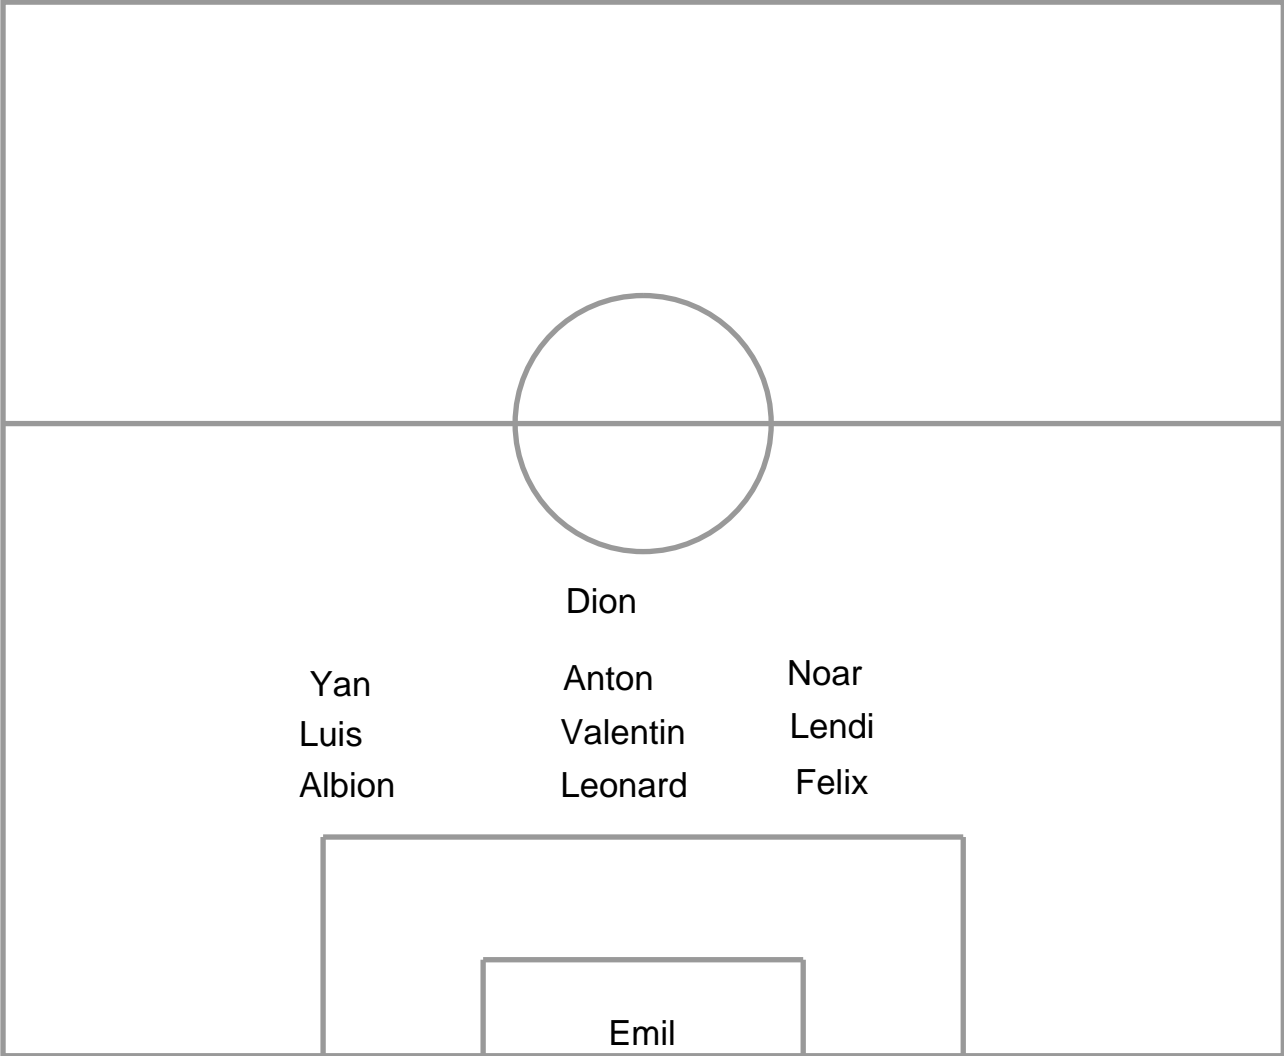 Dion
Yan Anton Noar
Luis Valentin Lendi
Albion Leonard Felix
Emil